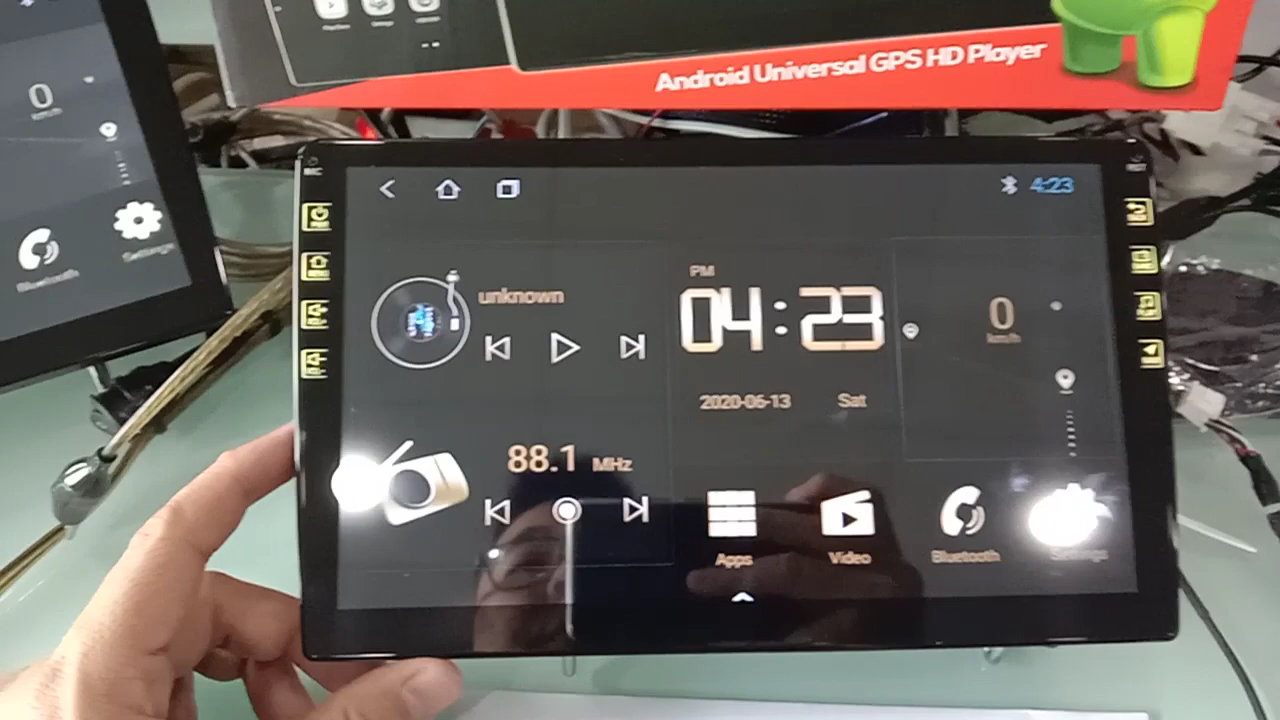 Android Universal GPS HD Player
0
km/h
Bluetooth
Settings
4:23
unknown
PM
04:23
2020-06-13 Sat
0
km/h
88.1 MHz
Apps
Video
Bluetooth
Settings